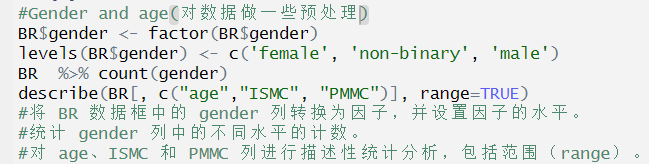 #Gender and age(对数据做一些预处理)
BR$gender <- factor(BR$gender)
levels(BR$gender) <- c('female', 'non-binary', 'male')
BR  %>% count(gender)
describe(BR[, c("age","ISMC", "PMMC")], range=TRUE)
#将 BR 数据框中的 gender 列转换为因子，并设置因子的水平。
#统计 gender 列中的不同水平的计数。
#对 age、ISMC 和 PMMC 列进行描述性统计分析，包括范围（range）。